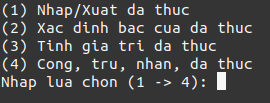 (1) Nhap/Xuat da thuc
(2) Xac dinh bac cua da thuc
(3) Tinh gia tri da thuc
(4) Cong, tru, nhan, da thuc
Nhap lua chon (1 -> 4):